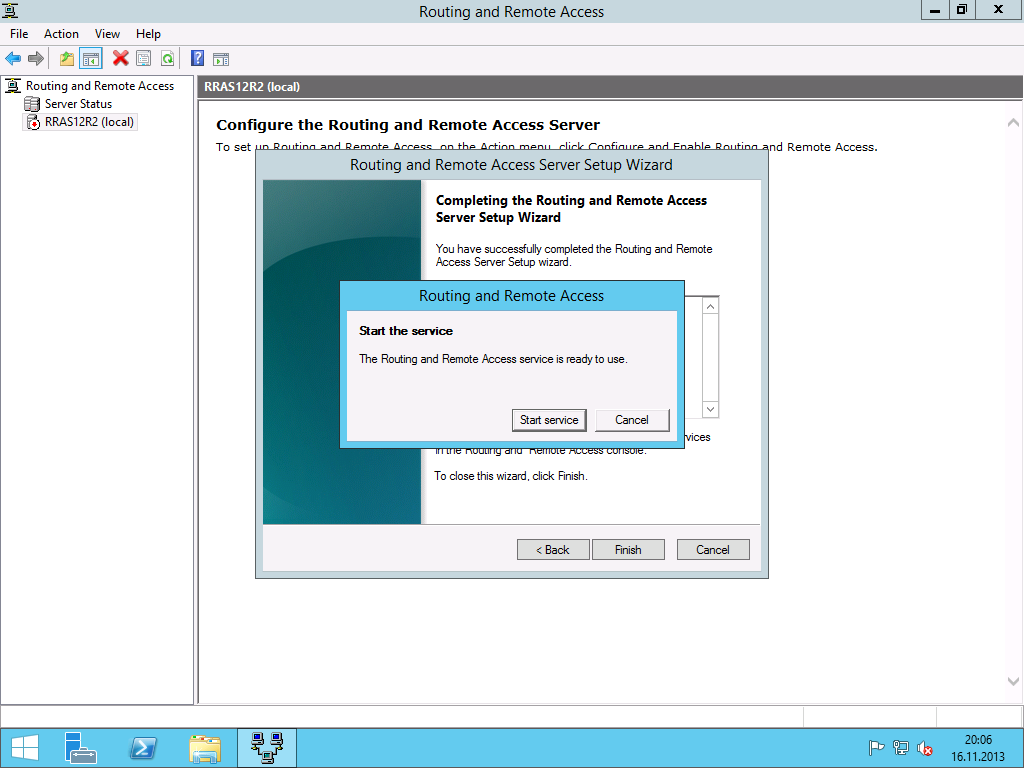 Routing and Remote Access
File Action View Help
Routing and Remote Access
Server Status
RRAS12R2 (local)
RRAS12R2 (local)
Configure the Routing and Remote Access Server
To set up Routing and Remote Access, on the Action menu, click Configure and Enable Routing and Remote Access.
Routing and Remote Access Server Setup Wizard
Completing the Routing and Remote Access
Server Setup Wizard
You have successfully completed the Routing and Remote
Access Server Setup wizard.
Routing and Remote Access
Start the service
The Routing and Remote Access service is ready to use.
Start service Cancel
in the Routing and Remote Access console.
To close this wizard, click Finish.
< Back Finish Cancel
20:06
16.11.2013